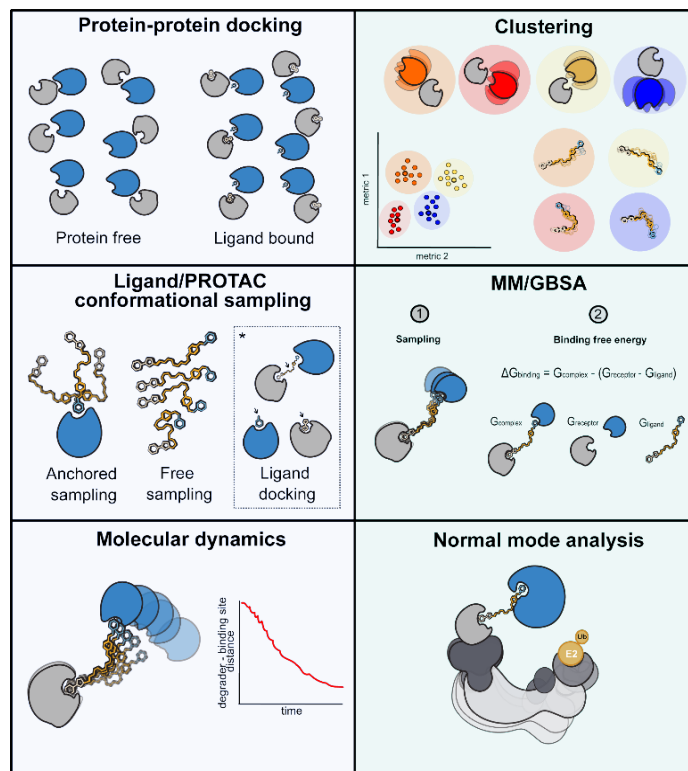 Protein-protein docking
Protein free
Ligand bound
Clustering
metric 1
metric 2
Ligand/PROTAC
conformational sampling
Anchored
sampling
Free
sampling
*
Ligand
docking
MM/GBSA
1
Sampling
2
Binding free energy
ΔGbinding = Gcomplex - (Greceptor - Gligand)
Gcomplex
Greceptor
Gligand
Molecular dynamics
degrader - binding site
distance
time
Normal mode analysis
Ub
E2